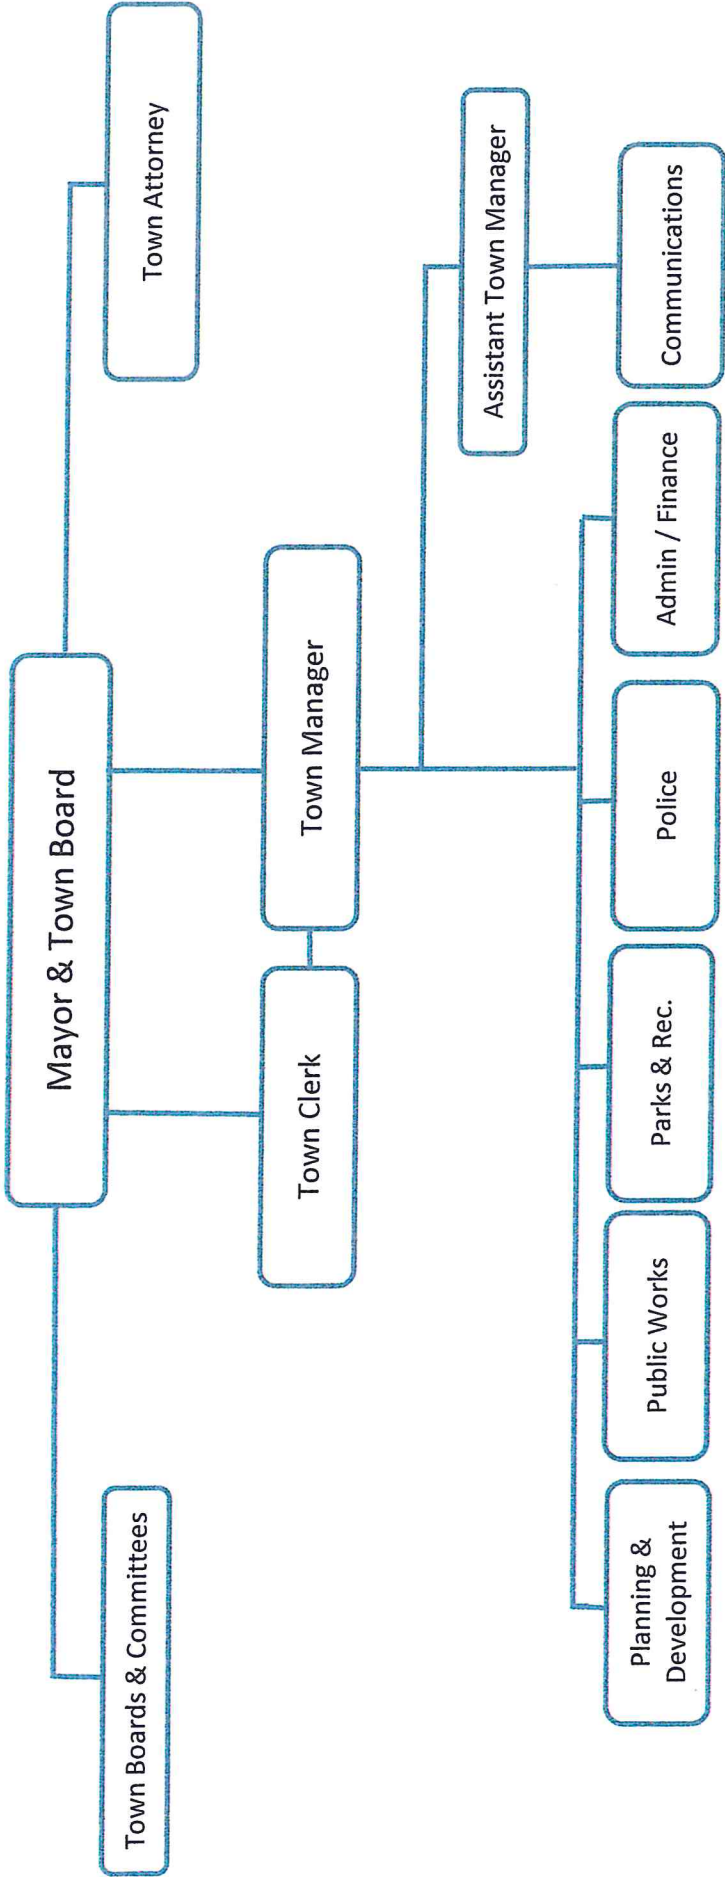 Mayor & Town Board
Town Boards & Committees
Town Attorney
Town Clerk
Town Manager
Assistant Town Manager
Planning &
Development
Public Works
Parks & Rec.
Police
Admin / Finance
Communications